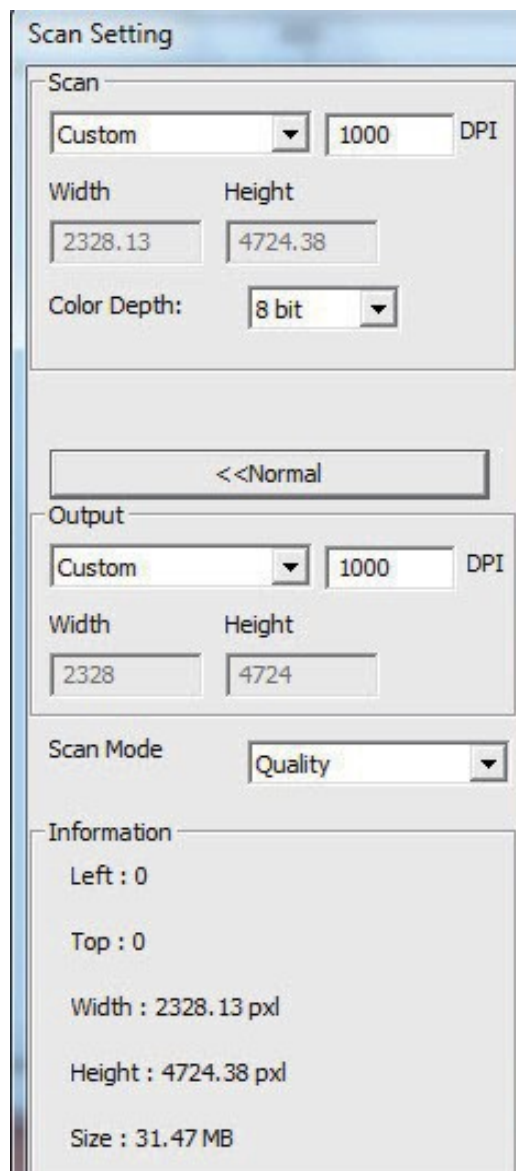 Scan Setting
Scan
Custom 1000 DPI
Width Height
2328.13 4724.38
Color Depth: 8 bit
<<Normal
Output
Custom 1000 DPI
Width Height
2328 4724
Scan Mode Quality
Information
Left : 0
Top : 0
Width : 2328.13 pxl
Height : 4724.38 pxl
Size : 31.47 MB